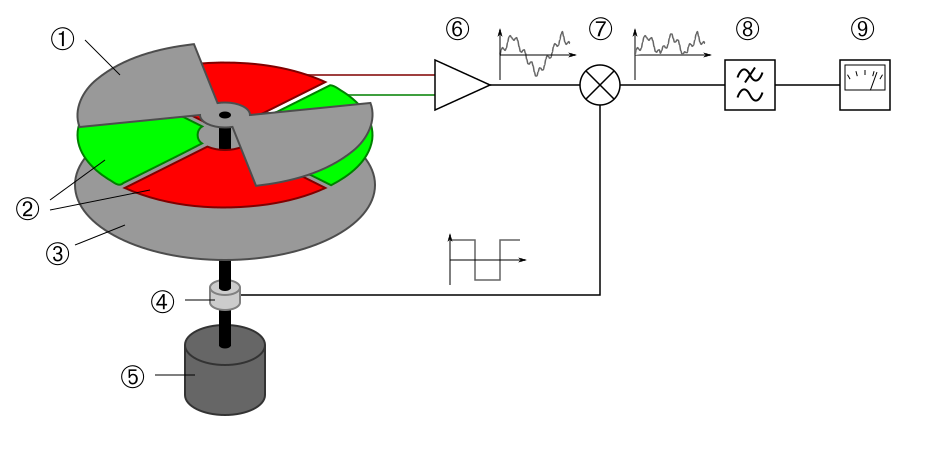 ① ⑥ ⑦ ⑧ ⑨
②
③
④
⑤